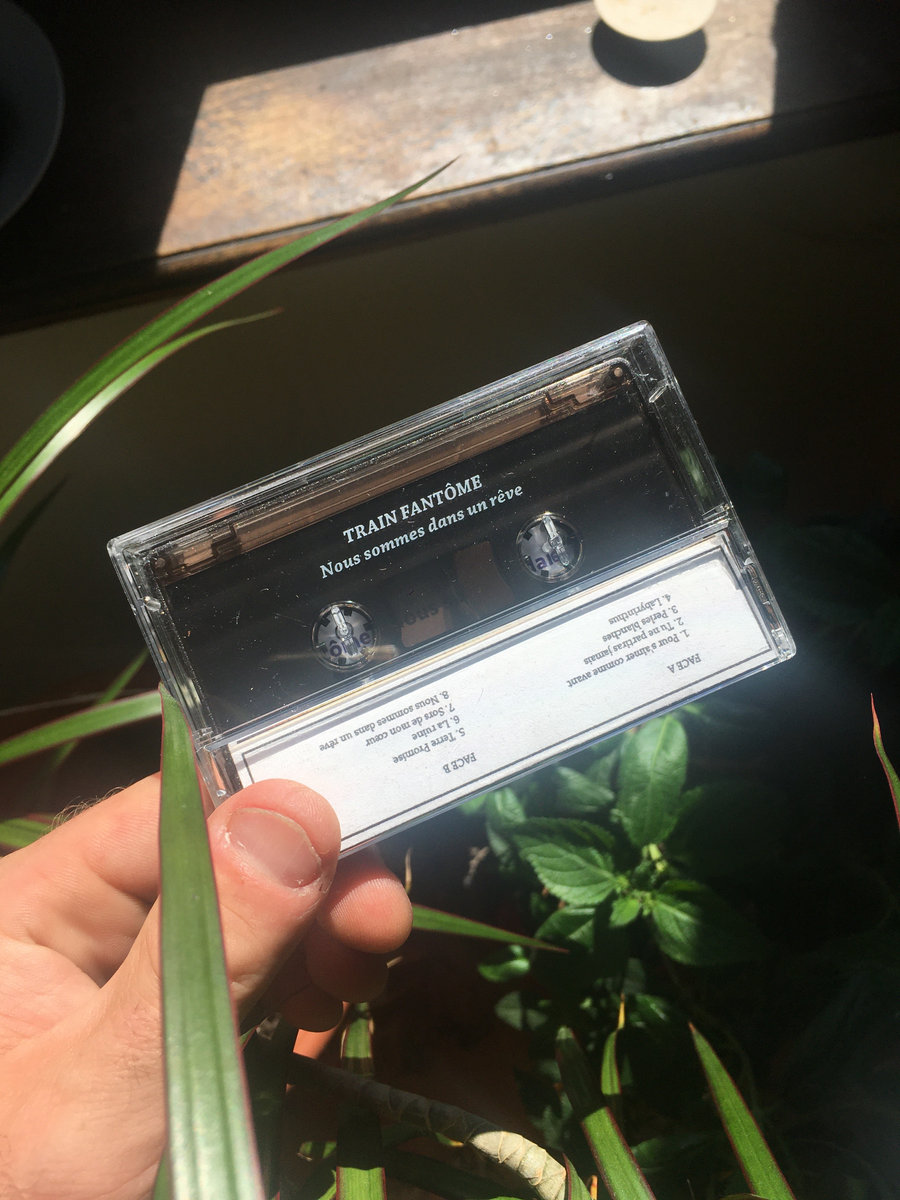 TRAIN FANTÔME
Nous sommes dans un rêve
FACE A
1. Pour s'aimer comme avant
2. Tu ne partiras jamais
3. Perles blanches
4. Labyrinthus
FACE B
5. Terre Promise
6. La ruine
7. Sors de mon cœur
8. Nous sommes dans un rêve